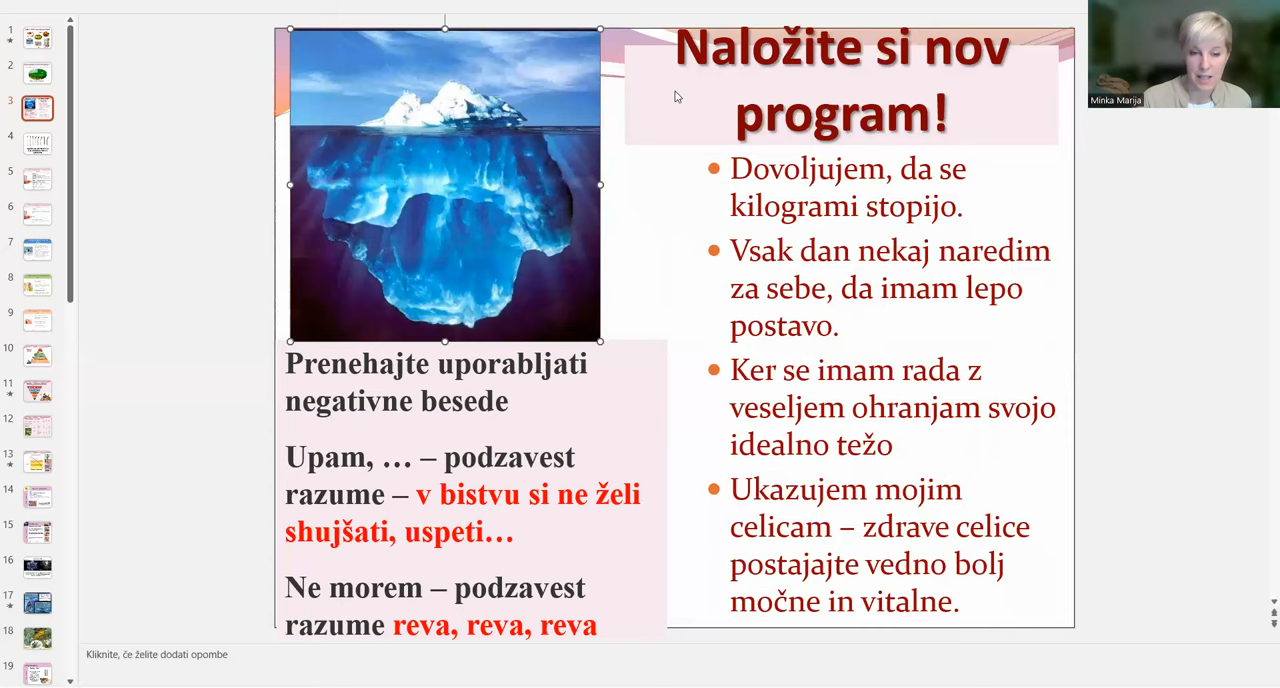 Naložite si nov
program!
Dovoljujem, da se
kilogrami stopijo.
Vsak dan nekaj naredim
za sebe, da imam lepo
postavo.
Ker se imam rada z
veseljem ohranjam svojo
idealno težo
Ukazujem mojim
celicam – zdrave celice
postajajte vedno bolj
močne in vitalne.
Prenehajte uporabljati
negativne besede
Upam, … – podzavest
razume – v bistvu si ne želi
shujšati, uspeti…
Ne morem – podzavest
razume reva, reva, reva
Minka Marija
Kliknite, če želite dodati opombe
1
2
3
4
5
6
7
8
9
10
11
12
13
14
15
16
17
18
19